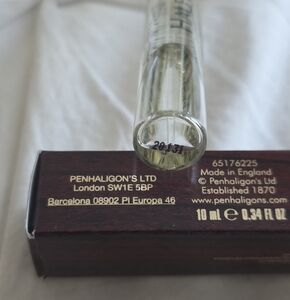 20131
PENHALIGON'S LTD
London SW1E 5BP
Barcelona 08902 Pl Europa 46
65176225
Made in England
© Penhaligon's Ltd
Established 1870
www.penhaligons.com
10 ml ℮ 0.34 Fl OZ